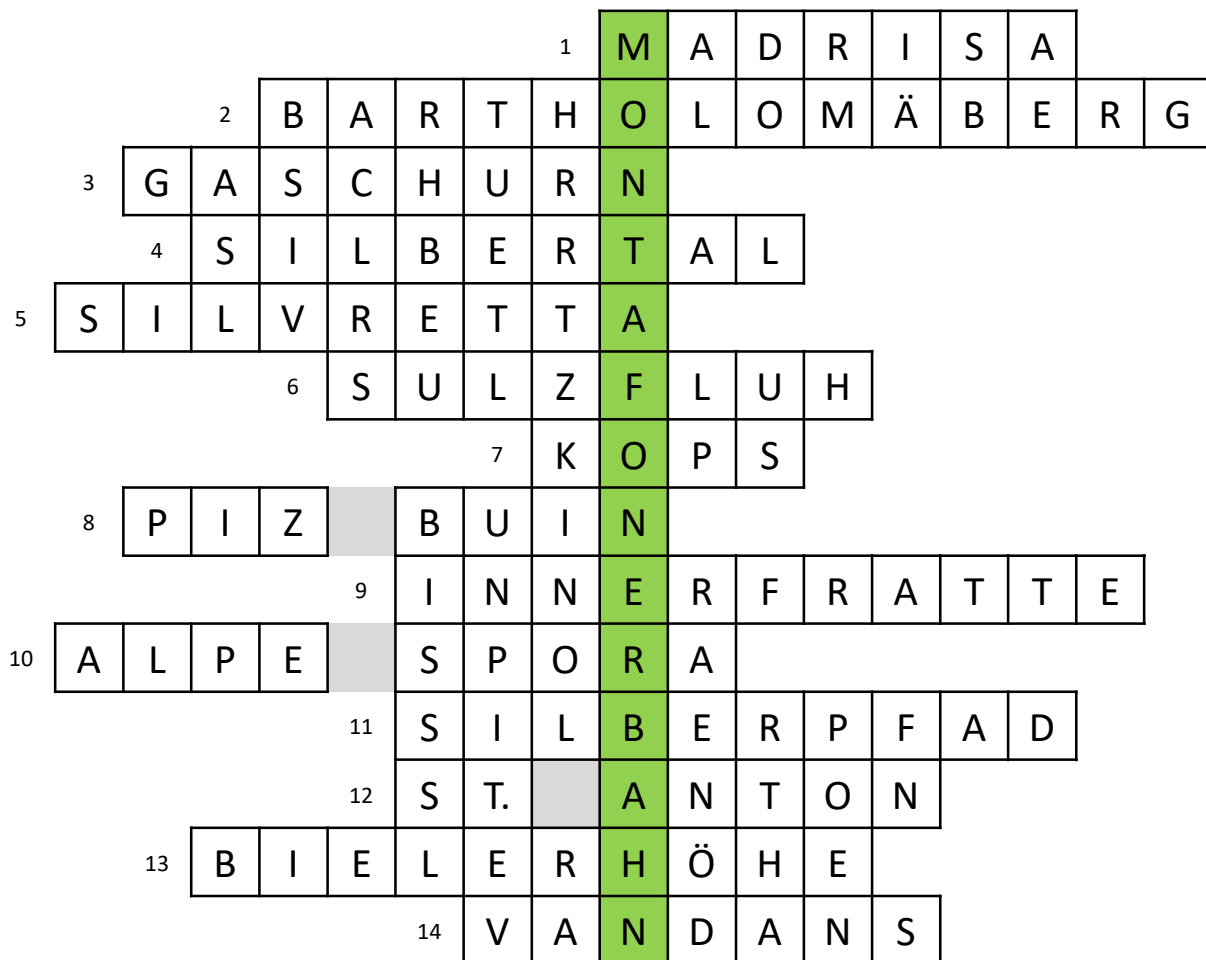 1 MADRISA
2 BARTHOLOMÄBERG
3 GASCHURN
4 SILBERTAL
5 SILVRETTA
6 SULZFLUH
7 KOPS
8 PIZ BUIN
9 INNERFRATTE
10 ALPE SPORA
11 SILBERPFAD
12 ST. ANTON
13 BIELERHÖHE
14 VANDANS